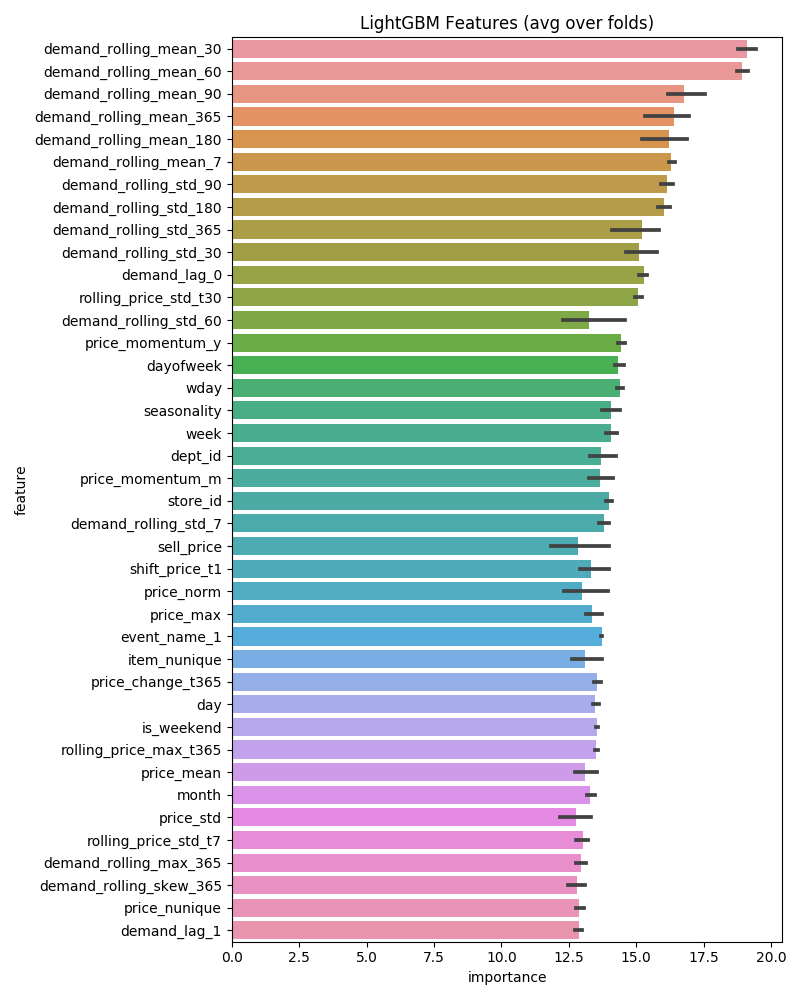 LightGBM Features (avg over folds)
demand_rolling_mean_30
demand_rolling_mean_60
demand_rolling_mean_90
demand_rolling_mean_365
demand_rolling_mean_180
demand_rolling_mean_7
demand_rolling_std_90
demand_rolling_std_180
demand_rolling_std_365
demand_rolling_std_30
demand_lag_0
rolling_price_std_t30
demand_rolling_std_60
price_momentum_y
dayofweek
wday
seasonality
week
dept_id
price_momentum_m
store_id
demand_rolling_std_7
sell_price
shift_price_t1
price_norm
price_max
event_name_1
item_nunique
price_change_t365
day
is_weekend
rolling_price_max_t365
price_mean
month
price_std
rolling_price_std_t7
demand_rolling_max_365
demand_rolling_skew_365
price_nunique
demand_lag_1
feature
0.0 2.5 5.0 7.5 10.0 12.5 15.0 17.5 20.0
importance